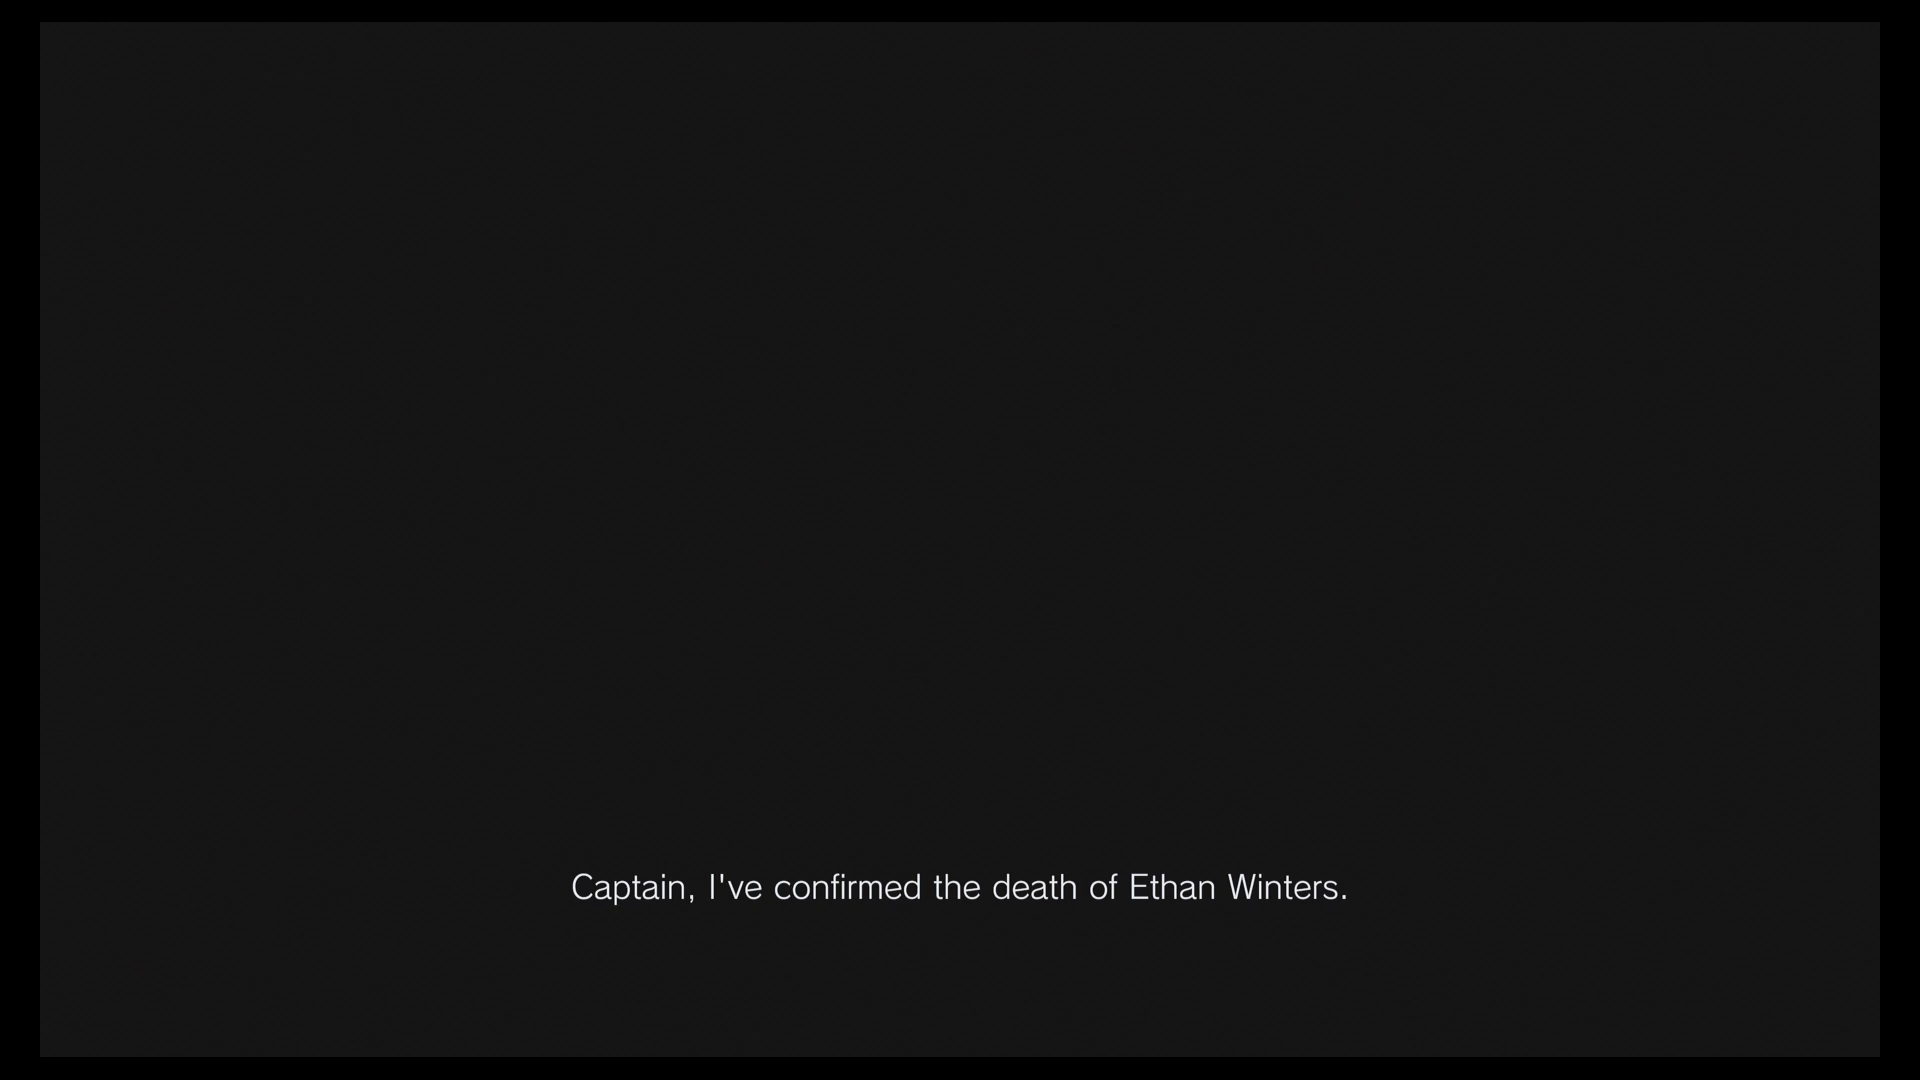 Captain, I've confirmed the death of Ethan Winters.